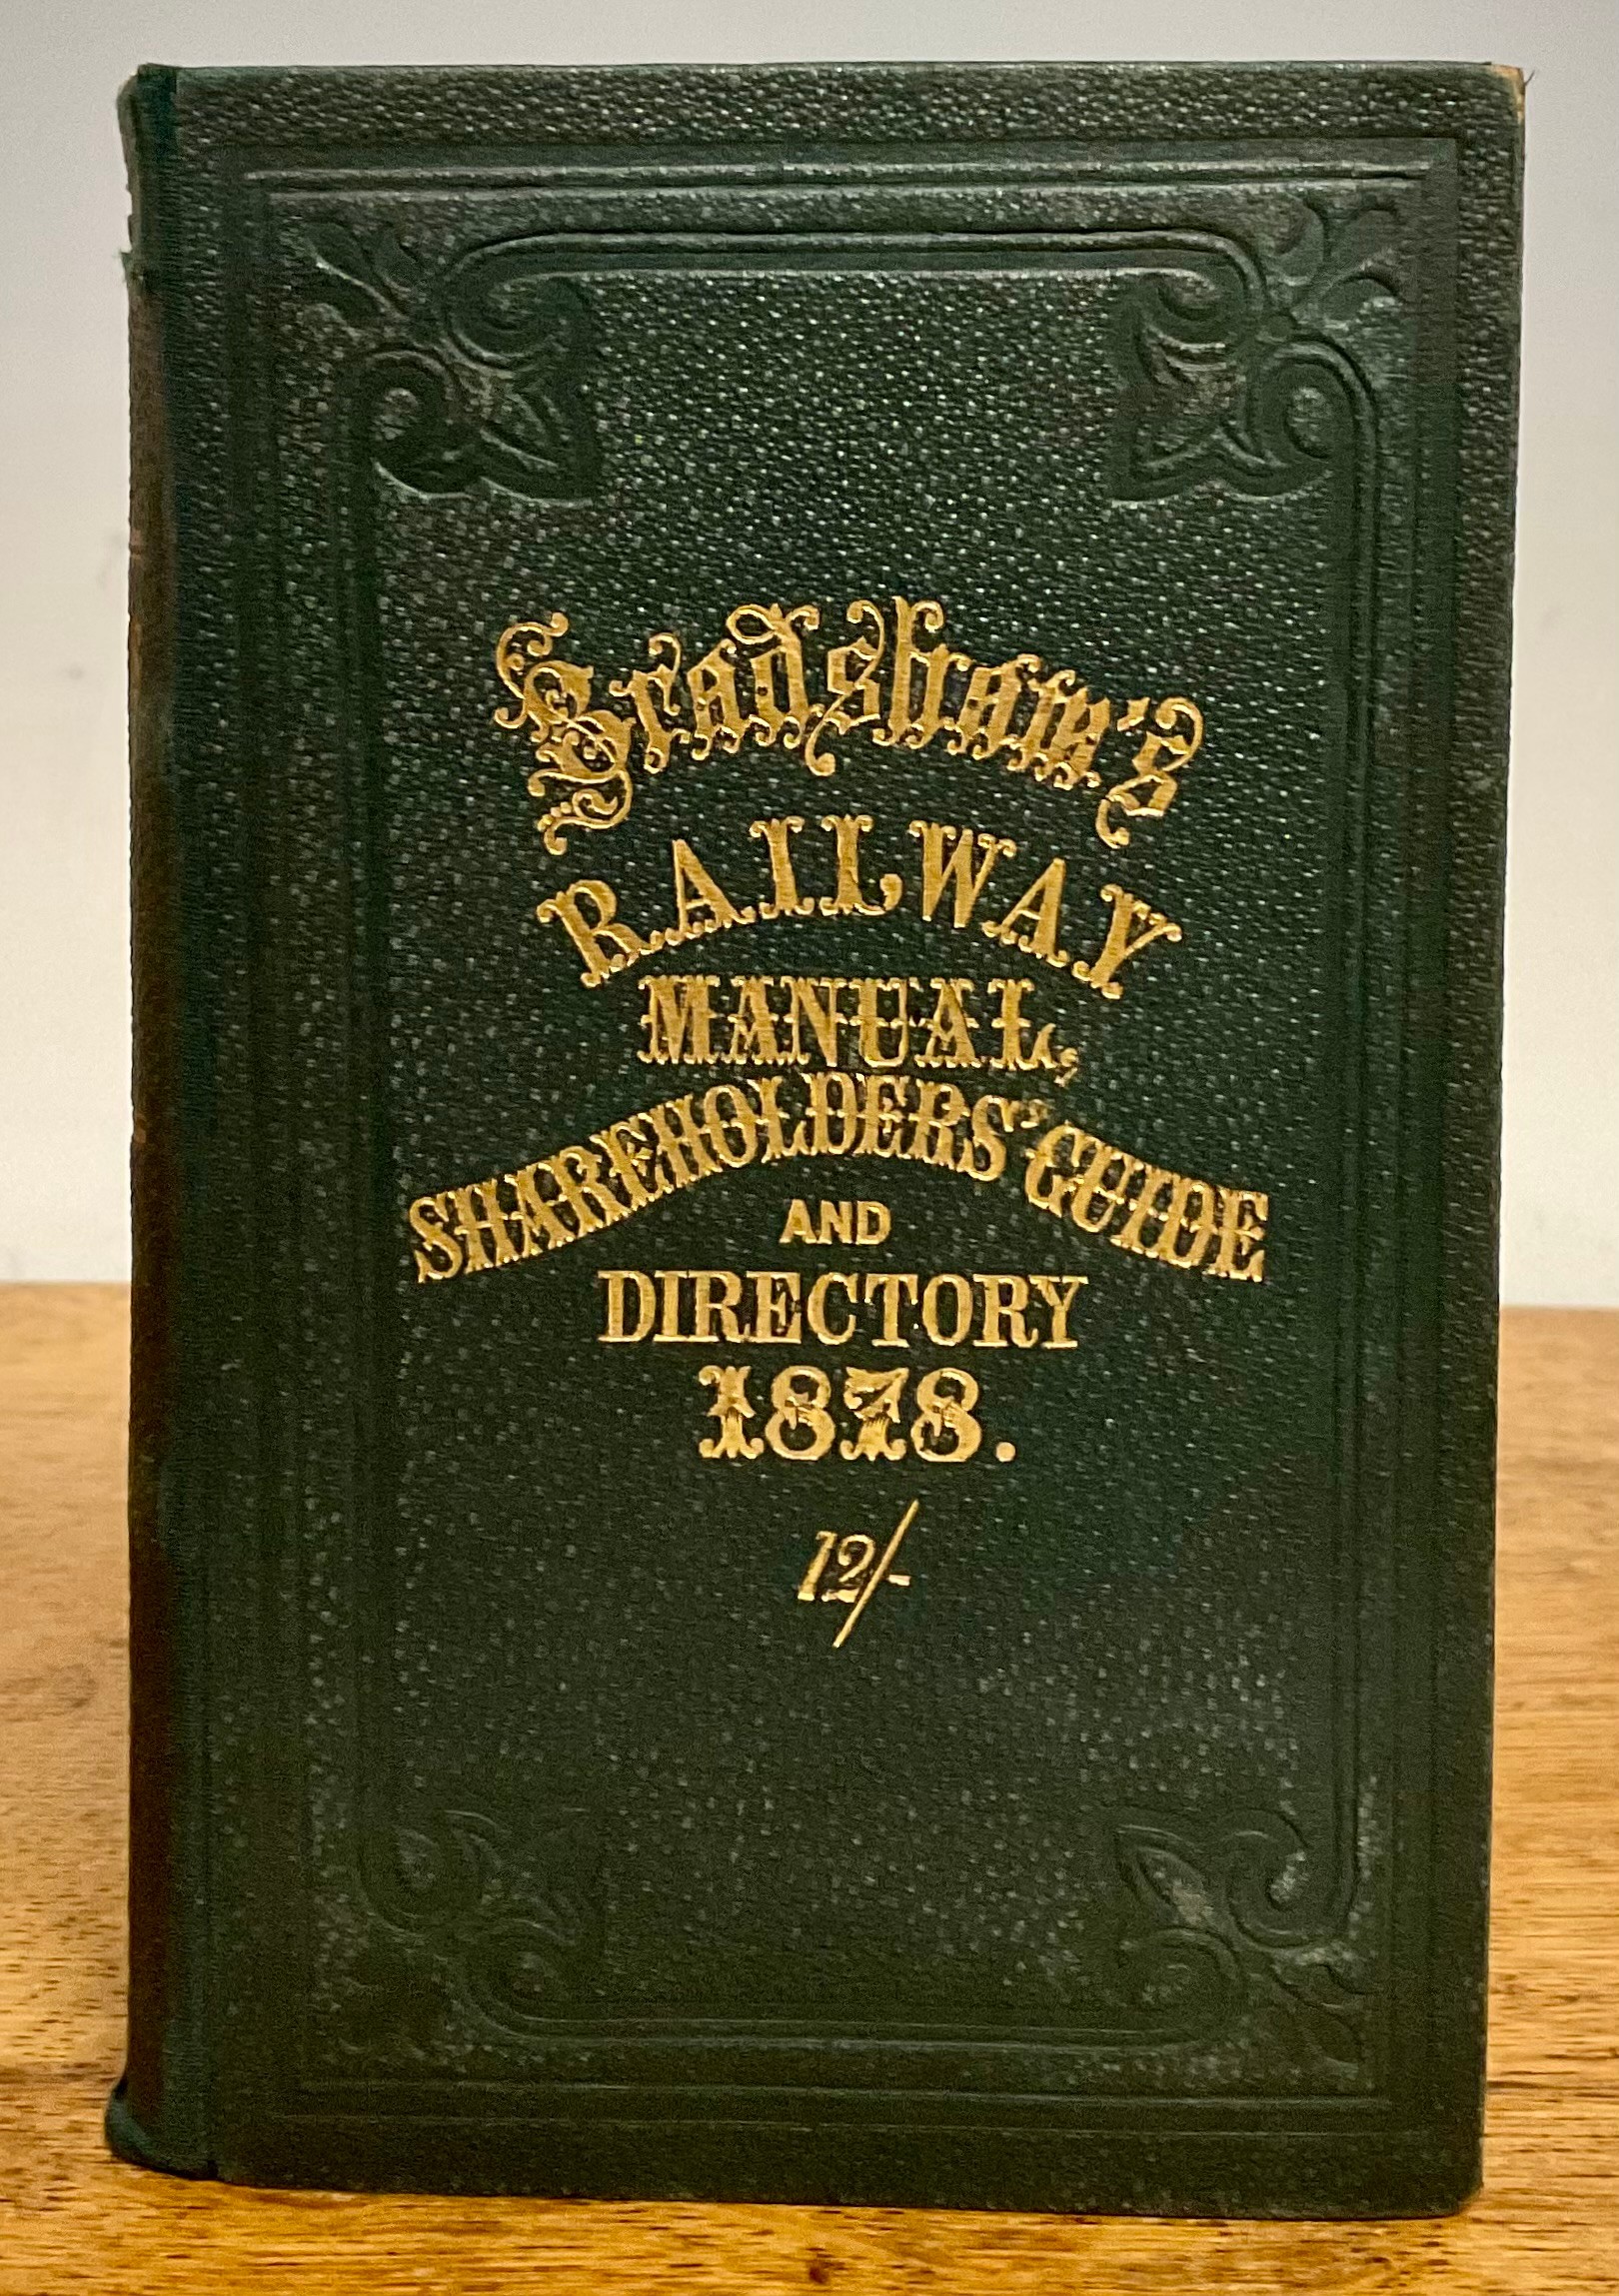 Bradshaw's
RAILWAY
MANUAL,
SHAREHOLDERS' GUIDE
AND
DIRECTORY
1878.
12/-